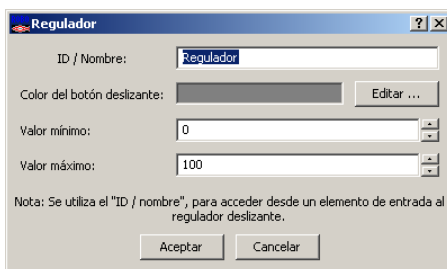 Regulador
ID / Nombre: Regulador
Color del botón deslizante: Editar ...
Valor mínimo: 0
Valor máximo: 100
Nota: Se utiliza el "ID / nombre", para acceder desde un elemento de entrada al
regulador deslizante.
Aceptar Cancelar